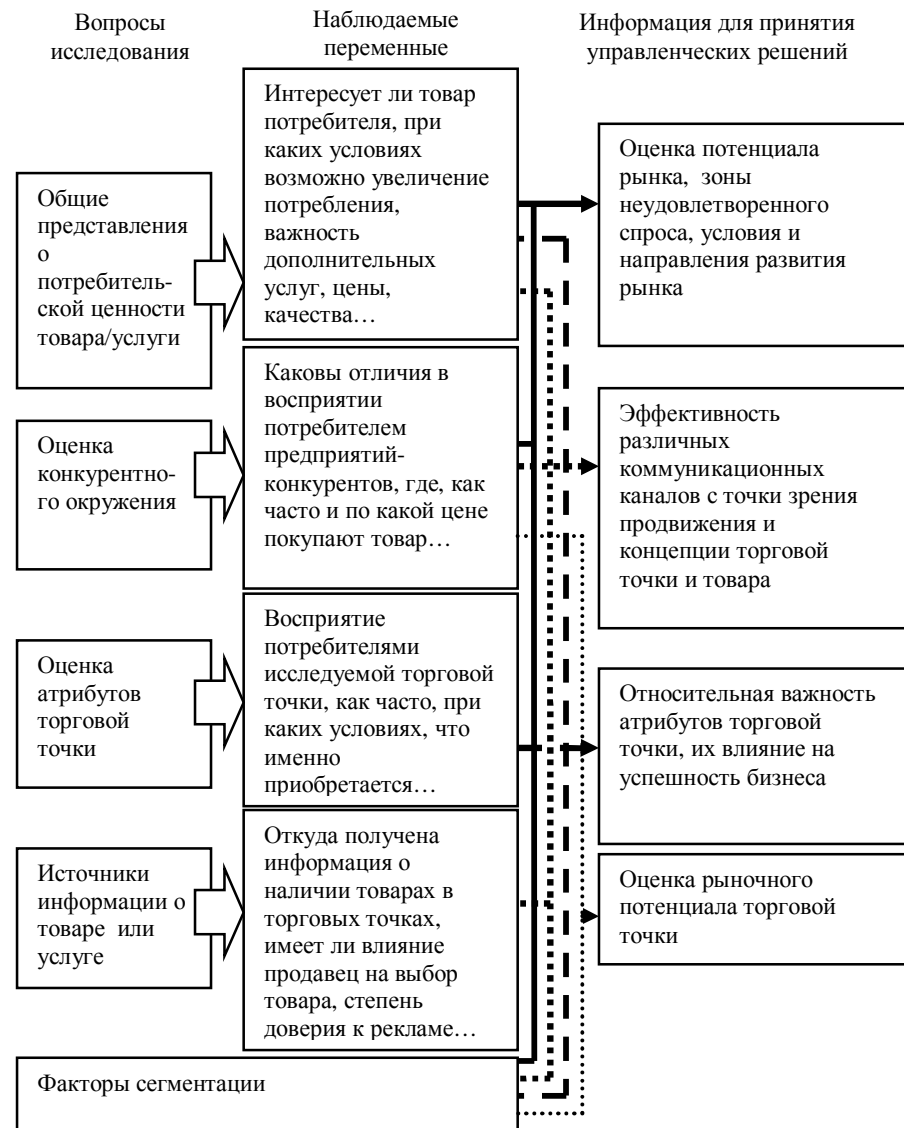 Вопросы
исследования
Наблюдаемые
переменные
Информация для принятия
управленческих решений
Общие
представления
о
потребитель-
ской ценности
товара/услуги
Интересует ли товар
потребителя, при
каких условиях
возможно увеличение
потребления,
важность
дополнительных
услуг, цены,
качества…
Оценка потенциала
рынка, зоны
неудовлетворенного
спроса, условия и
направления развития
рынка
Оценка
конкурентно-
го окружения
Каковы отличия в
восприятии
потребителем
предприятий-
конкурентов, где, как
часто и по какой цене
покупают товар…
Эффективность
различных
коммуникационных
каналов с точки зрения
продвижения и
концепции торговой
точки и товара
Оценка
атрибутов
торговой
точки
Восприятие
потребителями
исследуемой торговой
точки, как часто, при
каких условиях, что
именно
приобретается…
Относительная важность
атрибутов торговой
точки, их влияние на
успешность бизнеса
Источники
информации о
товаре или
услуге
Откуда получена
информация о
наличии товарах в
торговых точках,
имеет ли влияние
продавец на выбор
товара, степень
доверия к рекламе…
Оценка рыночного
потенциала торговой
точки
Факторы сегментации